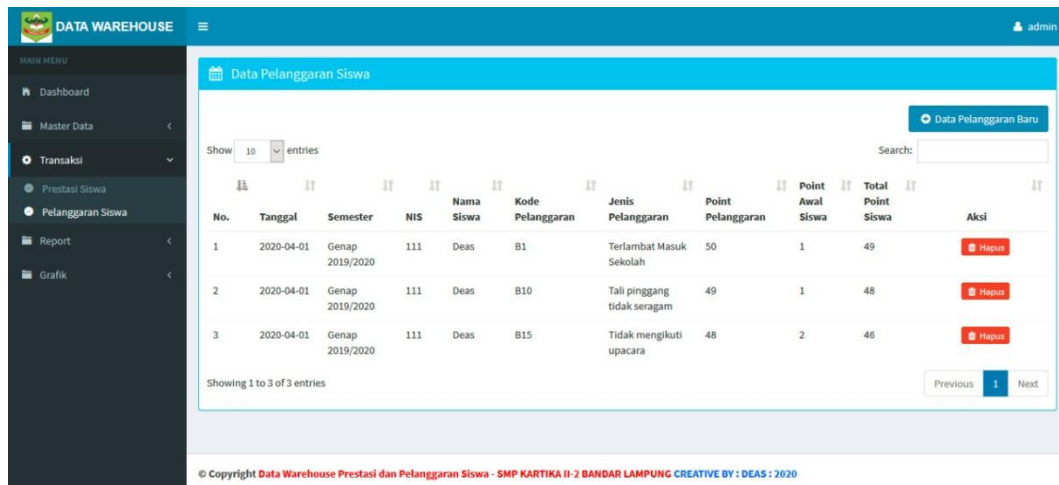 DATA WAREHOUSE
admin
MAIN MENU
Dashboard
Master Data
Transaksi
Prestasi Siswa
Pelanggaran Siswa
Report
Grafik
Data Pelanggaran Siswa
Data Pelanggaran Baru
Show 10 entries
Search:
No. Tanggal Semester NIS Nama Siswa Kode Pelanggaran Jenis Pelanggaran Point Pelanggaran Point Awal Siswa Total Point Siswa Aksi
1 2020-04-01 Genap 2019/2020 111 Deas B1 Terlambat Masuk Sekolah 50 1 49 Hapus
2 2020-04-01 Genap 2019/2020 111 Deas B10 Tali pinggang tidak seragam 49 1 48 Hapus
3 2020-04-01 Genap 2019/2020 111 Deas B15 Tidak mengikuti upacara 48 2 46 Hapus
Showing 1 to 3 of 3 entries
Previous 1 Next
© Copyright Data Warehouse Prestasi dan Pelanggaran Siswa - SMP KARTIKA II-2 BANDAR LAMPUNG CREATIVE BY : DEAS : 2020